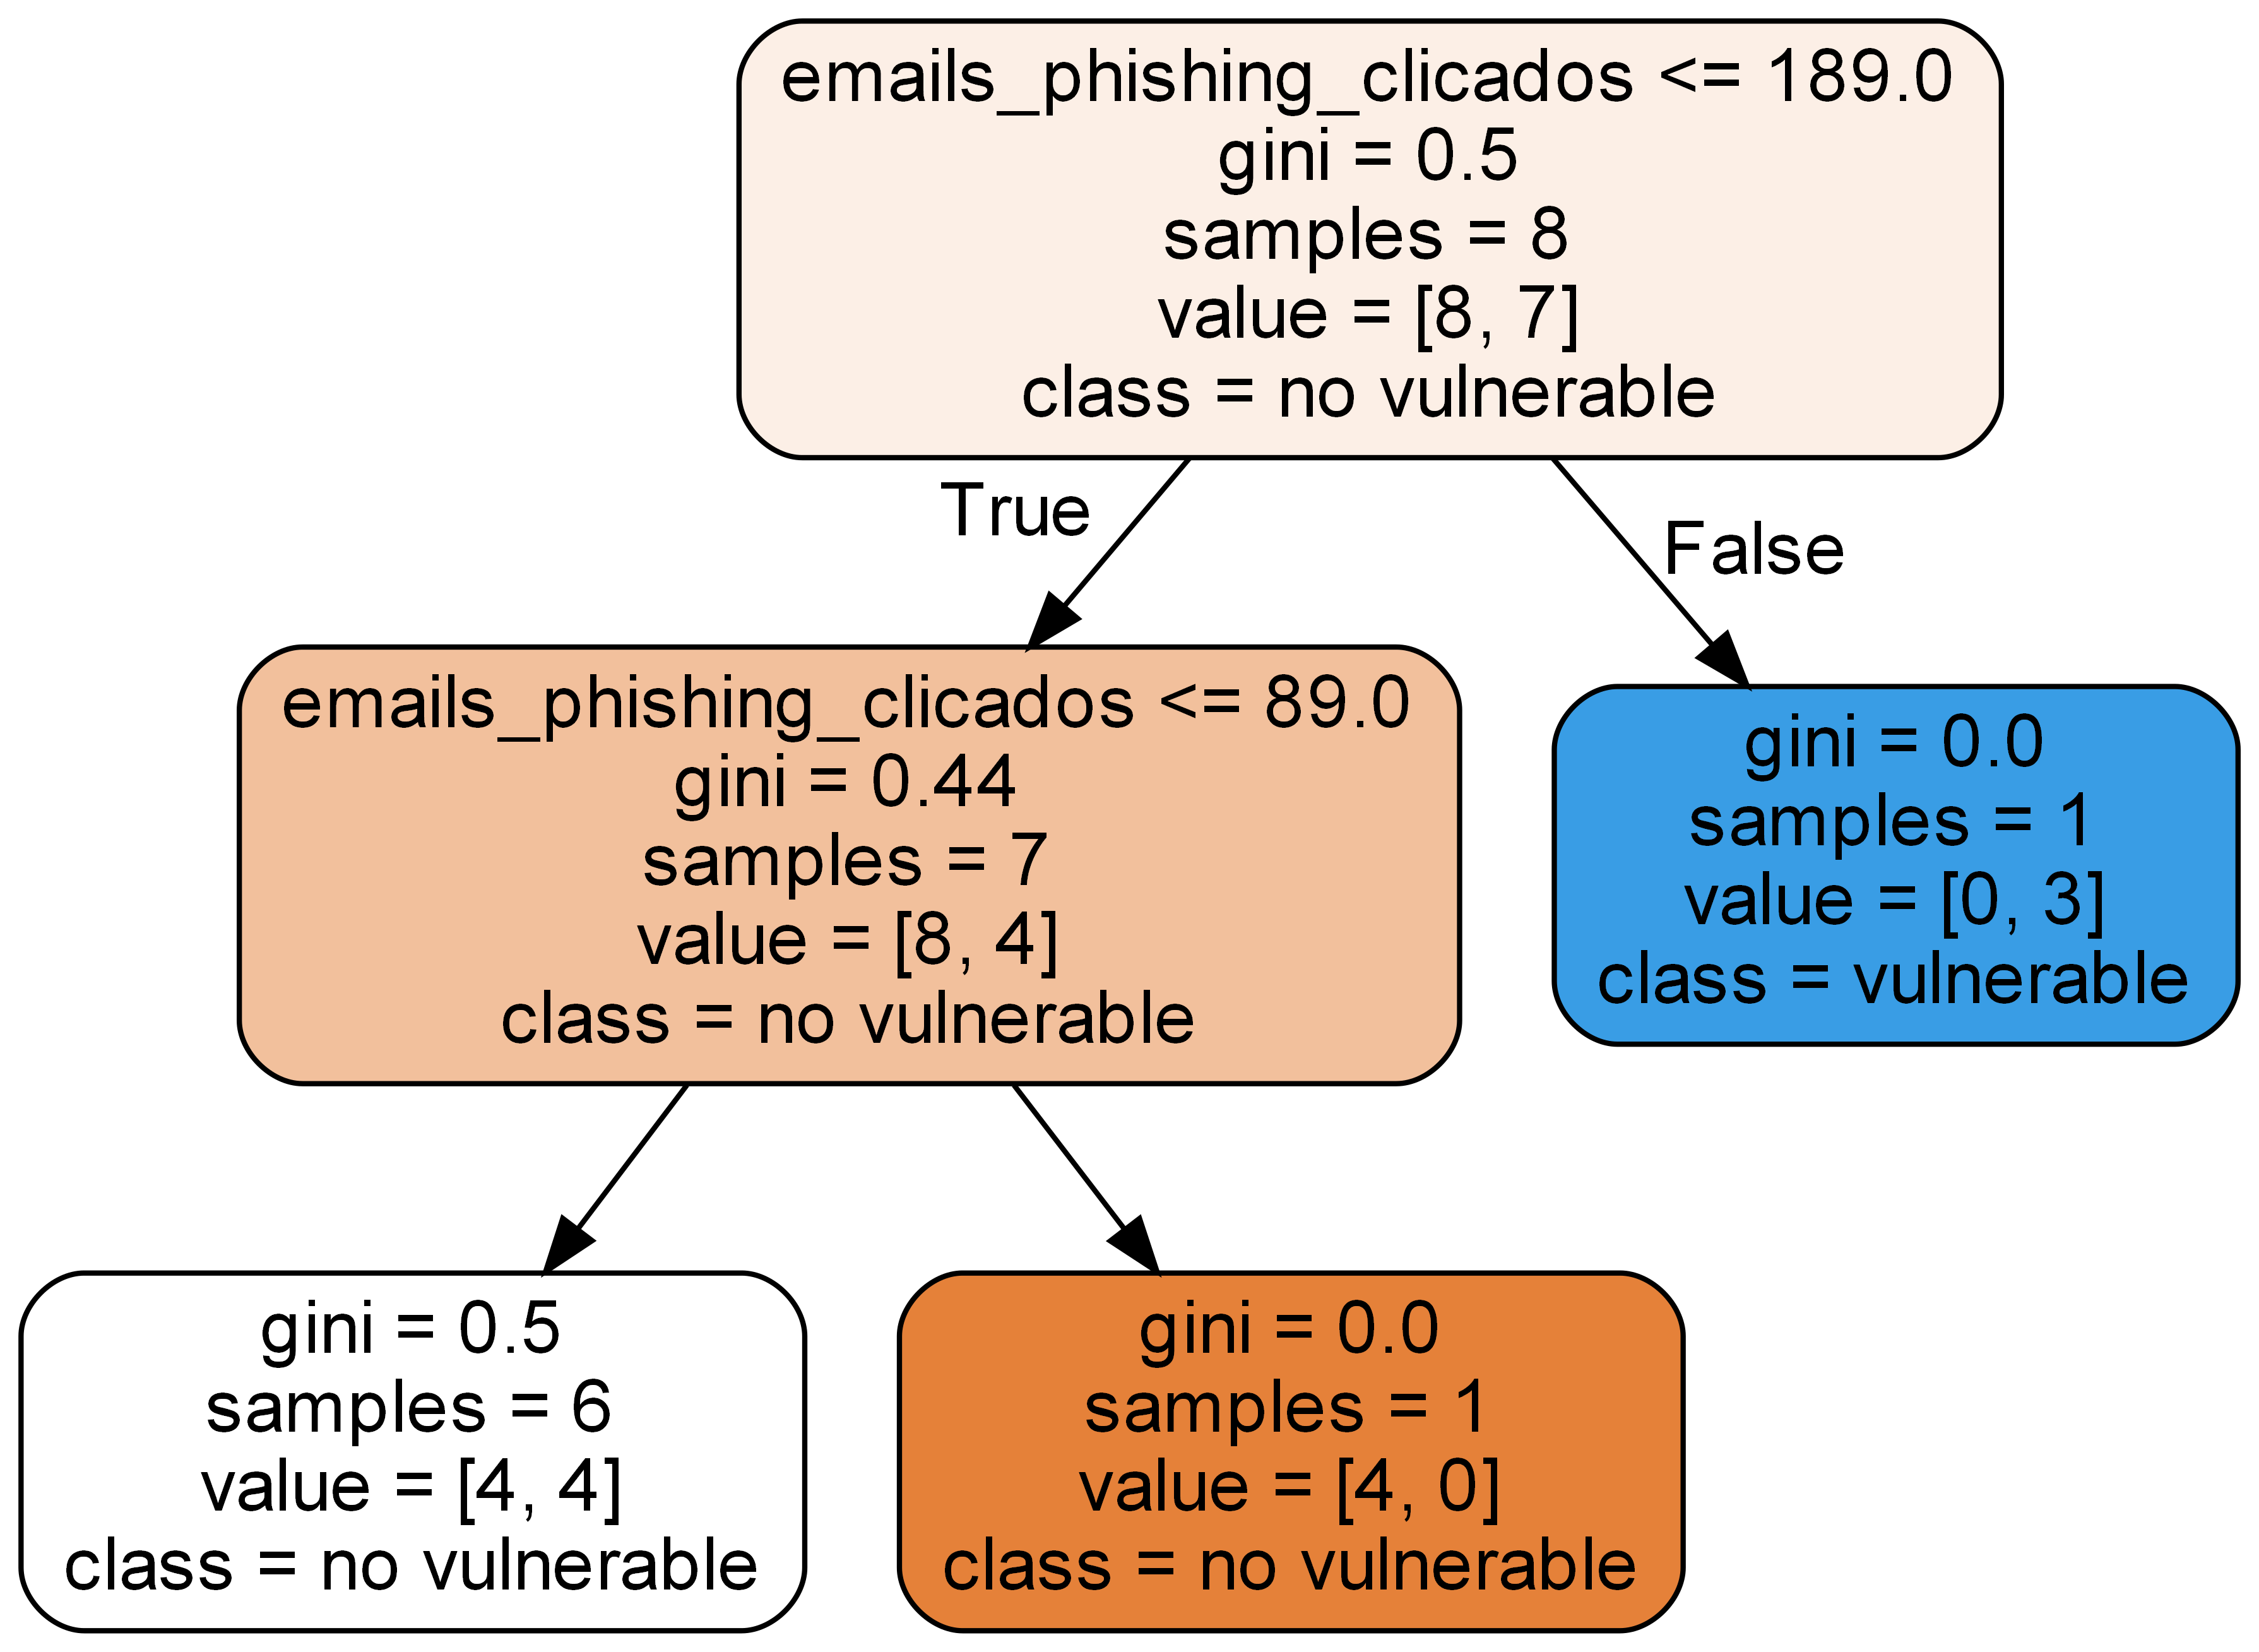 emails_phishing_clicados <= 189.0
gini = 0.5
samples = 8
value = [8, 7]
class = no vulnerable
True
False
emails_phishing_clicados <= 89.0
gini = 0.44
samples = 7
value = [8, 4]
class = no vulnerable
gini = 0.0
samples = 1
value = [0, 3]
class = vulnerable
gini = 0.5
samples = 6
value = [4, 4]
class = no vulnerable
gini = 0.0
samples = 1
value = [4, 0]
class = no vulnerable